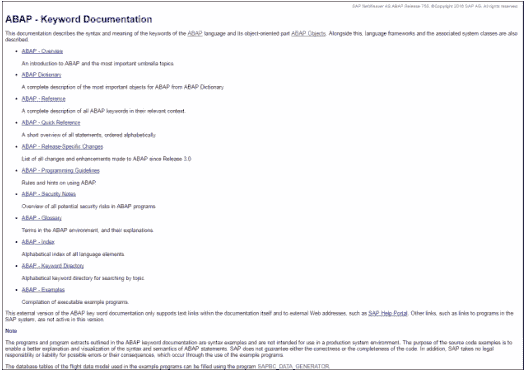 SAP NetWeaver AS ABAP Release 753, ©Copyright 2018 SAP AG. All rights reserved.
ABAP - Keyword Documentation
This documentation describes the syntax and meaning of the keywords of the ABAP language and its object-oriented part ABAP Objects. Alongside this, language frameworks and the associated system classes are also
described.
• ABAP - Overview
An introduction to ABAP and the most important umbrella topics.
• ABAP Dictionary
A complete description of the most important objects for ABAP from ABAP Dictionary.
• ABAP - Reference
A complete description of all ABAP keywords in their relevant context.
• ABAP - Quick Reference
A short overview of all statements, ordered alphabetically.
• ABAP - Release-Specific Changes
List of all changes and enhancements made to ABAP since Release 3.0
• ABAP - Programming Guidelines
Rules and hints on using ABAP
• ABAP - Security Notes
Overview of all potential security risks in ABAP programs.
• ABAP - Glossary
Terms in the ABAP environment, and their explanations.
• ABAP - Index
Alphabetical index of all language elements.
• ABAP - Keyword Directory
Alphabetical keyword directory for searching by topic.
• ABAP - Examples
Compilation of executable example programs.
This external version of the ABAP key word documentation only supports text links within the documentation itself and to external Web addresses, such as SAP Help Portal. Other links, such as links to programs in the
SAP system, are not active in this version.
Note
The programs and program extracts outlined in the ABAP keyword documentation are syntax examples and are not intended for use in a production system environment. The purpose of the source code examples is to
enable a better explanation and visualization of the syntax and semantics of ABAP statements. SAP does not guarantee either the correctness or the completeness of the code. In addition, SAP takes no legal
responsibility or liability for possible errors or their consequences, which occur through the use of the example programs.
The database tables of the flight data model used in the example programs can be filled using the program SAPBC_DATA_GENERATOR.